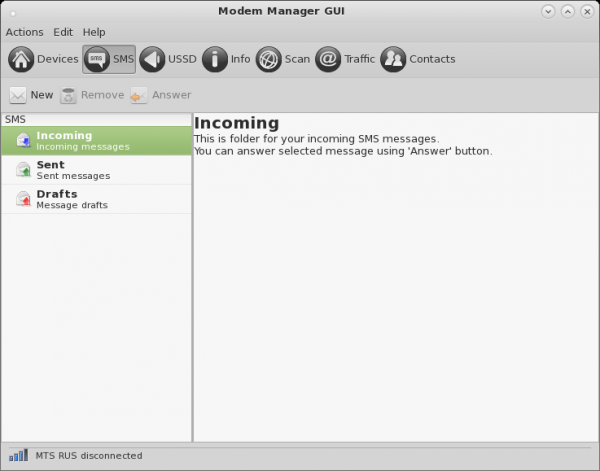 Modem Manager GUI
Actions Edit Help
Devices SMS USSD Info Scan Traffic Contacts
New Remove Answer
SMS
Incoming
Incoming messages
Sent
Sent messages
Drafts
Message drafts
Incoming
This is folder for your incoming SMS messages.
You can answer selected message using 'Answer' button.
MTS RUS disconnected